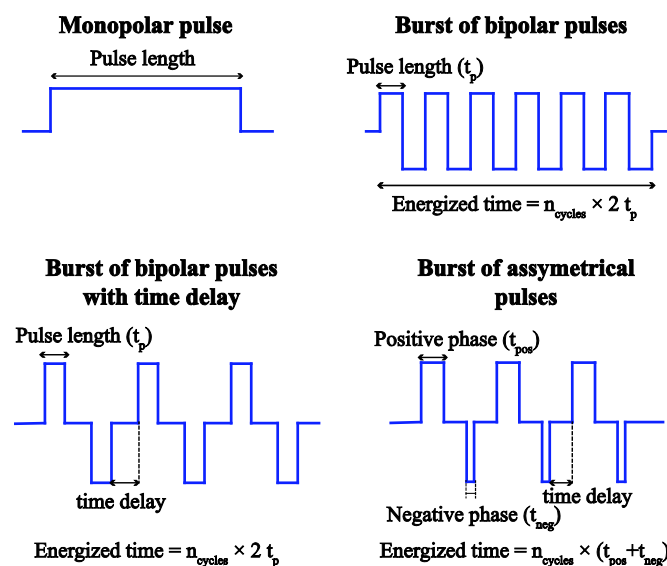 Monopolar pulse
Pulse length
Burst of bipolar pulses
Pulse length (tp)
Energized time = ncycles × 2 tp
Burst of bipolar pulses
with time delay
Pulse length (tp)
time delay
Energized time = ncycles × 2 tp
Burst of assymetrical
pulses
Positive phase (tpos)
time delay
Negative phase (tneg)
Energized time = ncycles × (tpos+tneg)